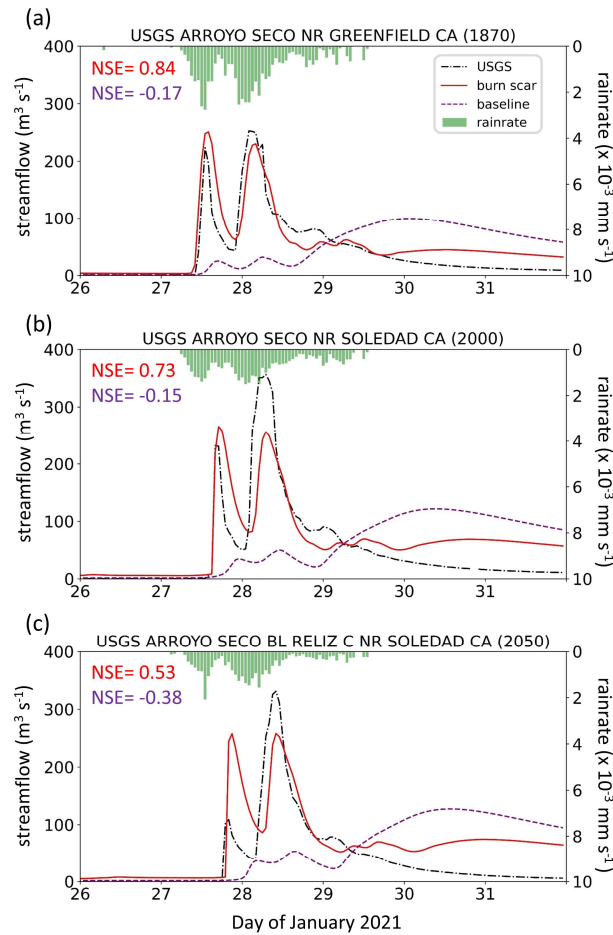 (a)
USGS ARROYO SECO NR GREENFIELD CA (1870)
NSE= 0.84
NSE= -0.17
USGS
burn scar
baseline
rainrate
streamflow (m³ s⁻¹)
400
300
200
100
0
rainrate (x 10⁻³ mm s⁻¹)
0
2
4
6
8
10
26 27 28 29 30 31
(b)
USGS ARROYO SECO NR SOLEDAD CA (2000)
NSE= 0.73
NSE= -0.15
streamflow (m³ s⁻¹)
400
300
200
100
0
rainrate (x 10⁻³ mm s⁻¹)
0
2
4
6
8
10
26 27 28 29 30 31
(c)
USGS ARROYO SECO BL RELIZ C NR SOLEDAD CA (2050)
NSE= 0.53
NSE= -0.38
streamflow (m³ s⁻¹)
400
300
200
100
0
rainrate (x 10⁻³ mm s⁻¹)
0
2
4
6
8
10
26 27 28 29 30 31
Day of January 2021